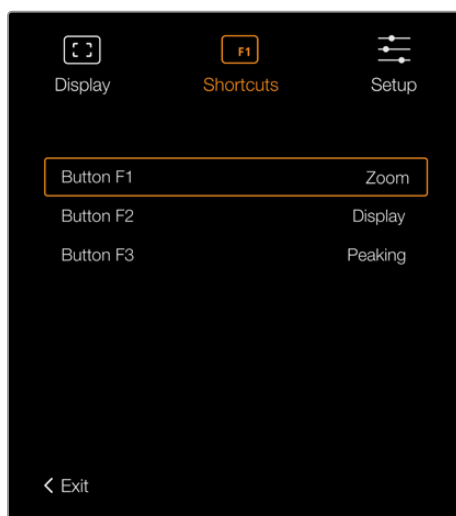 F1
Display Shortcuts Setup
Button F1 Zoom
Button F2 Display
Button F3 Peaking
Exit